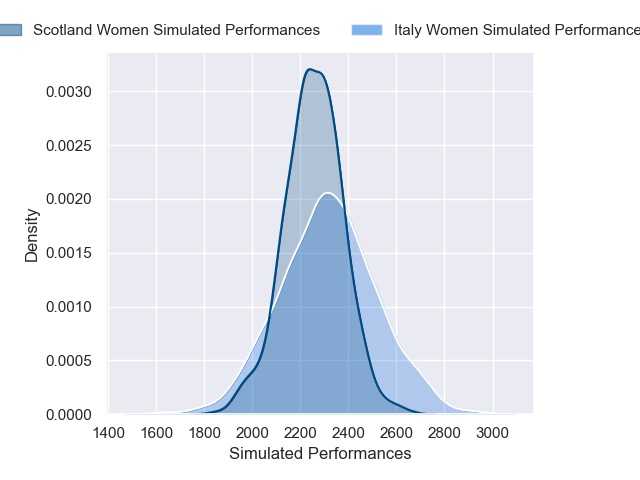 Scotland Women Simulated Performances
Italy Women Simulated Performance
0.0030
0.0025
0.0020
0.0015
0.0010
0.0005
0.0000
Density
1400 1600 1800 2000 2200 2400 2600 2800 3000
Simulated Performances